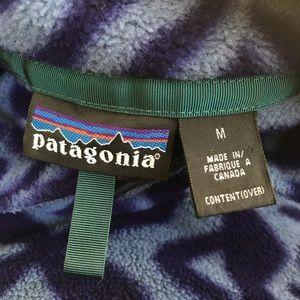 patagonia®
M
MADE IN/
FABRIQUE A
CANADA
CONTENT(OVER)